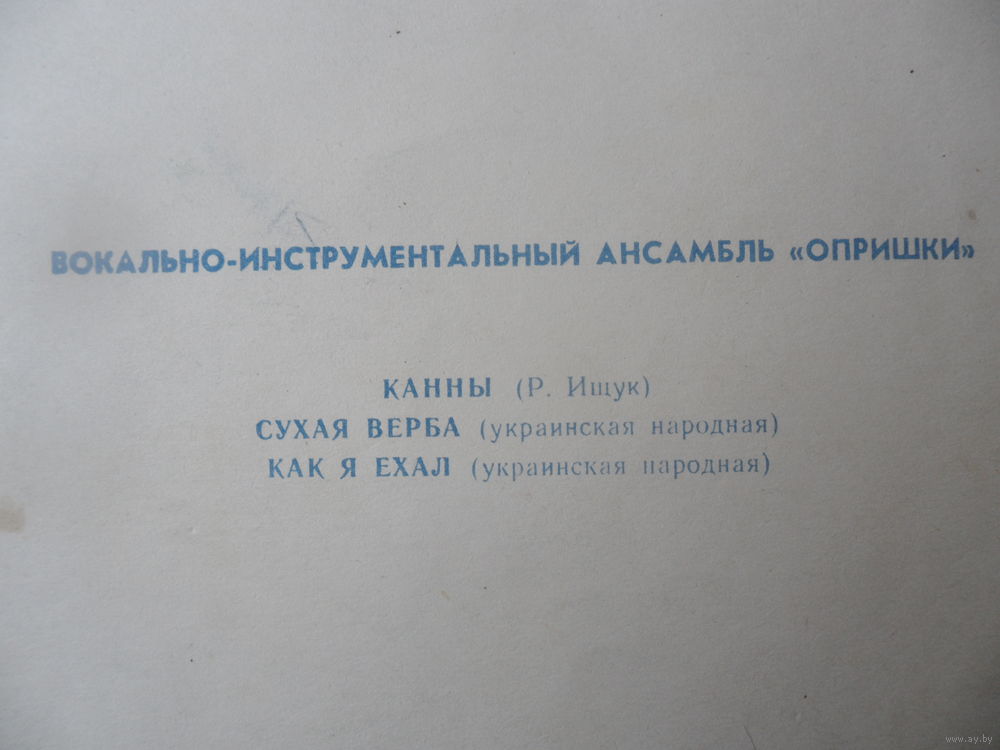 ВОКАЛЬНО-ИНСТРУМЕНТАЛЬНЫЙ АНСАМБЛЬ «ОПРИШКИ»
КАННЫ (Р. Ищук)
СУХАЯ ВЕРБА (украинская народная)
КАК Я ЕХАЛ (украинская народная)
www.ay.by